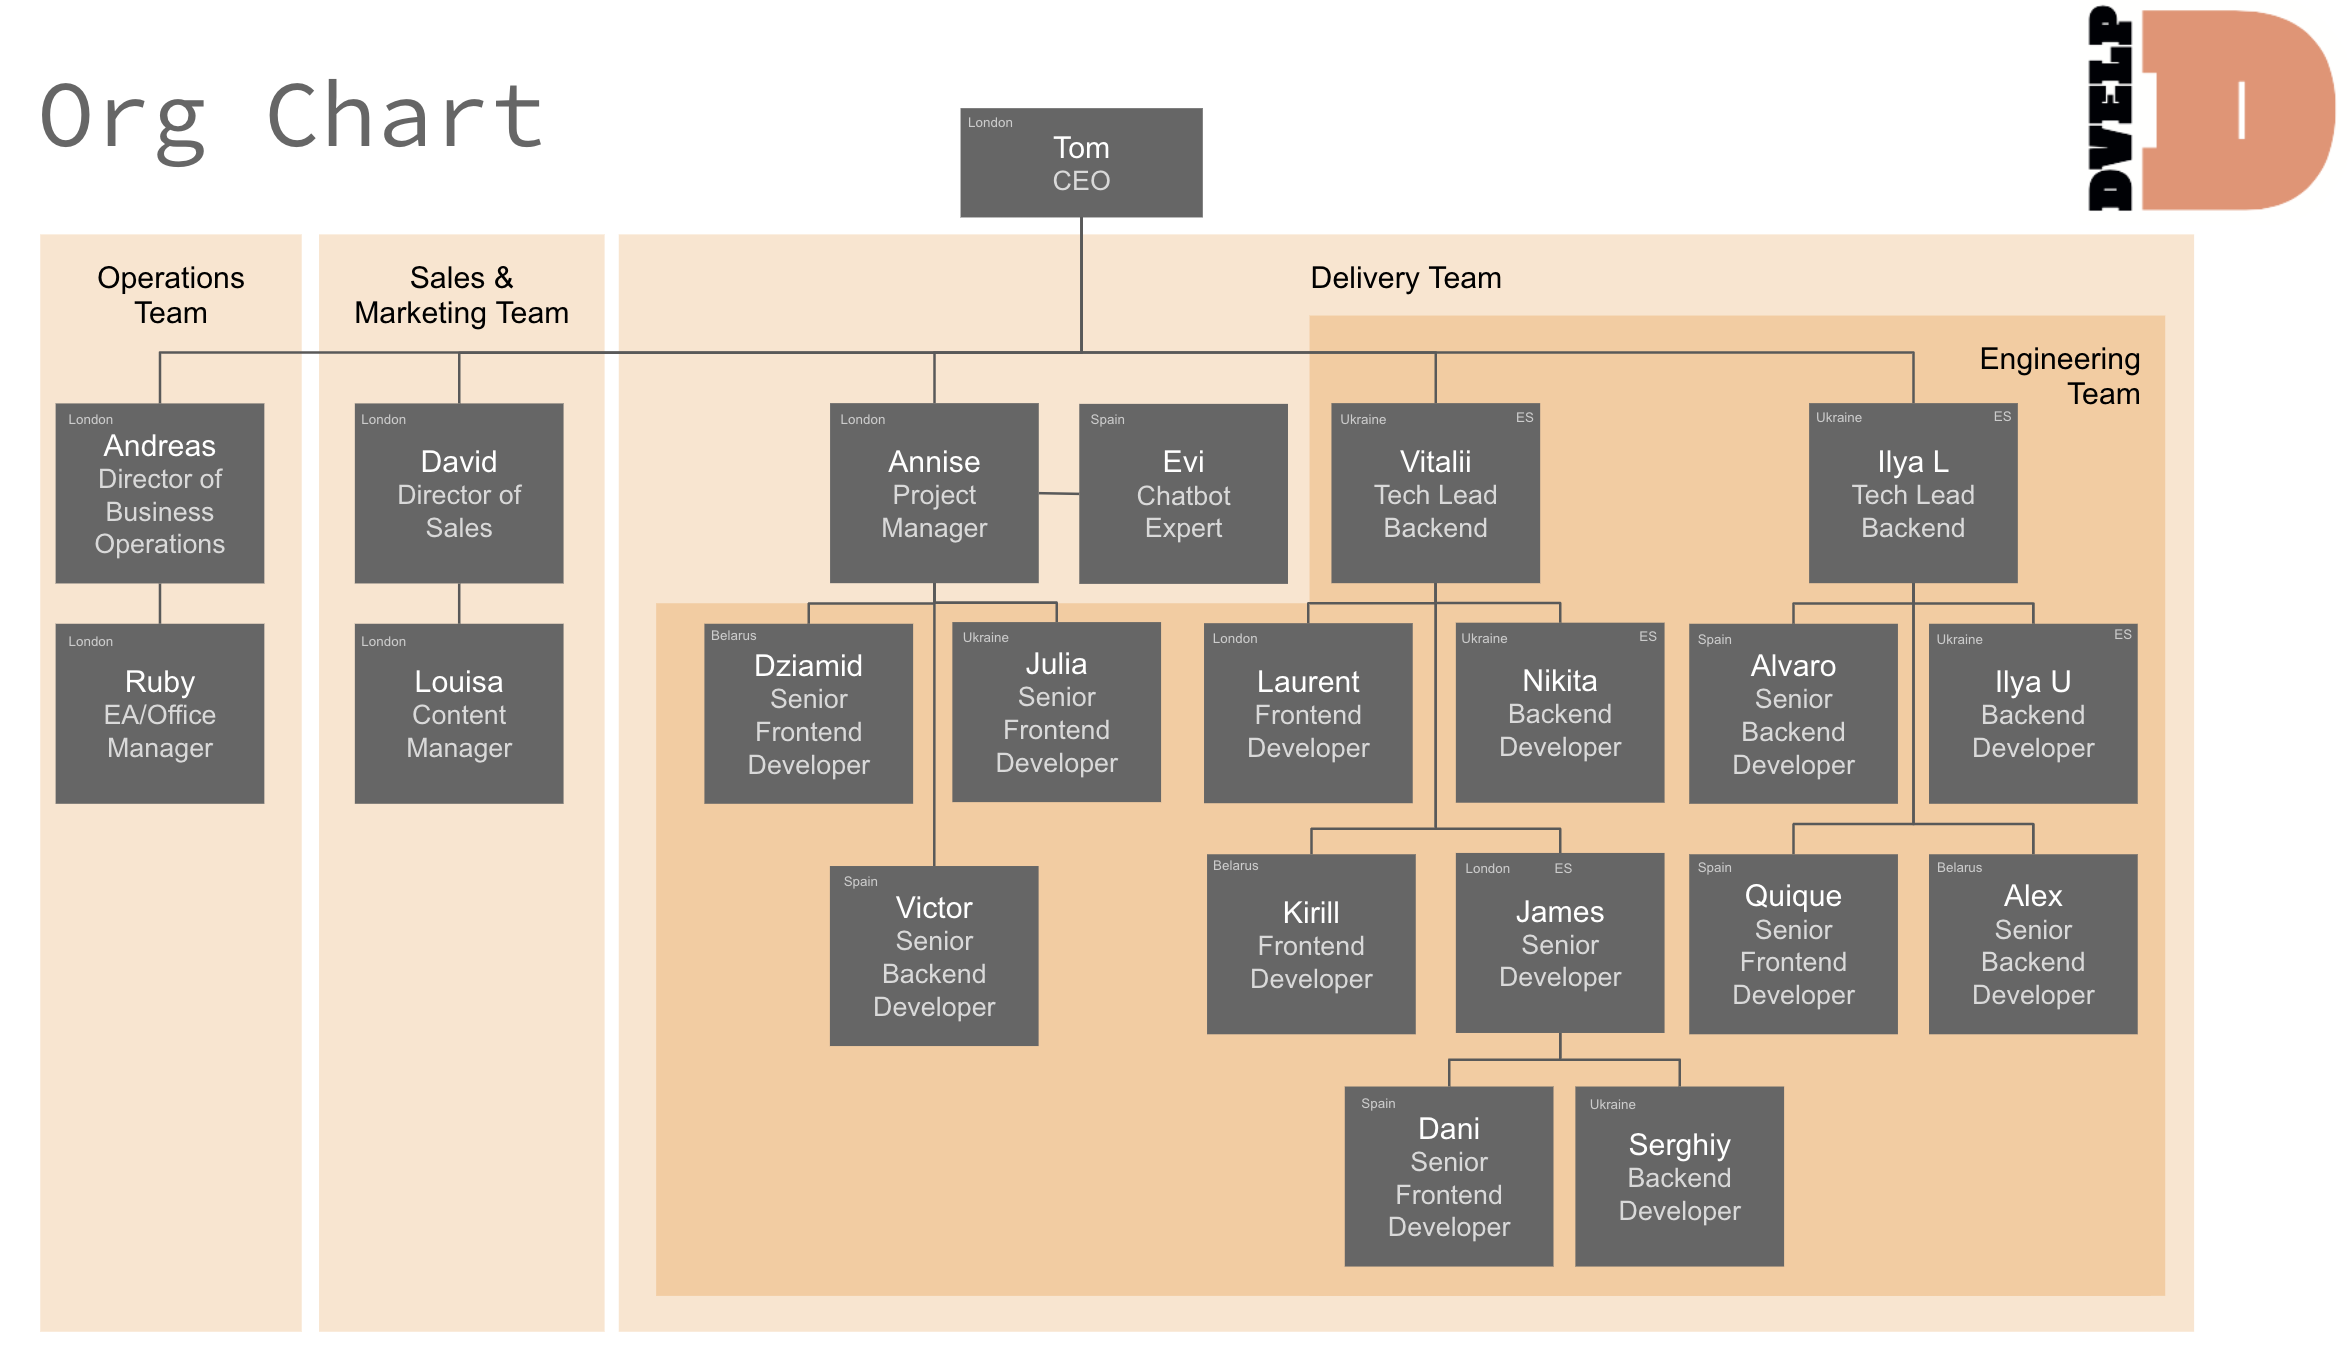 Org Chart
DVELP
London
Tom
CEO
Operations
Team
Sales &
Marketing Team
Delivery Team
Engineering
Team
London
Andreas
Director of
Business
Operations
London
David
Director of
Sales
London
Annise
Project
Manager
Spain
Evi
Chatbot
Expert
Ukraine
ES
Vitalii
Tech Lead
Backend
Ukraine
ES
Ilya L
Tech Lead
Backend
London
Ruby
EA/Office
Manager
London
Louisa
Content
Manager
Belarus
Dziamid
Senior
Frontend
Developer
Ukraine
Julia
Senior
Frontend
Developer
London
Laurent
Frontend
Developer
Ukraine
ES
Nikita
Backend
Developer
Spain
Alvaro
Senior
Backend
Developer
Ukraine
ES
Ilya U
Backend
Developer
Spain
Victor
Senior
Backend
Developer
Belarus
Kirill
Frontend
Developer
London
ES
James
Senior
Developer
Spain
Quique
Senior
Frontend
Developer
Belarus
Alex
Senior
Backend
Developer
Spain
Dani
Senior
Frontend
Developer
Ukraine
Serghiy
Backend
Developer